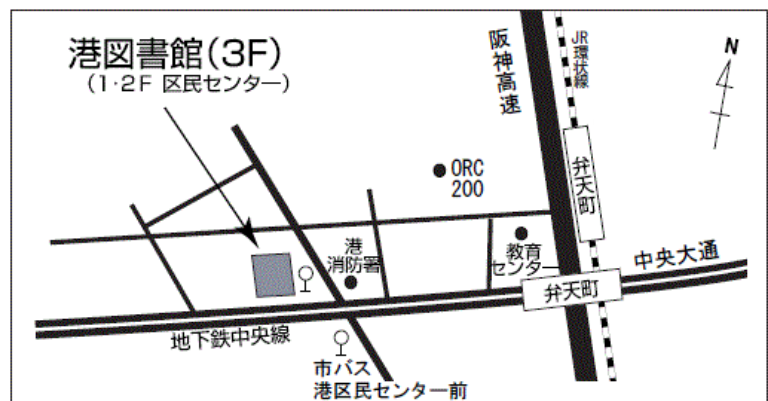 港図書館(3F)
(1・2F 区民センター)
阪神高速
JR環状線
N
ORC
200
弁天町
港
消防署
教育
センター
中央大通
弁天町
地下鉄中央線
市バス
港区民センター前